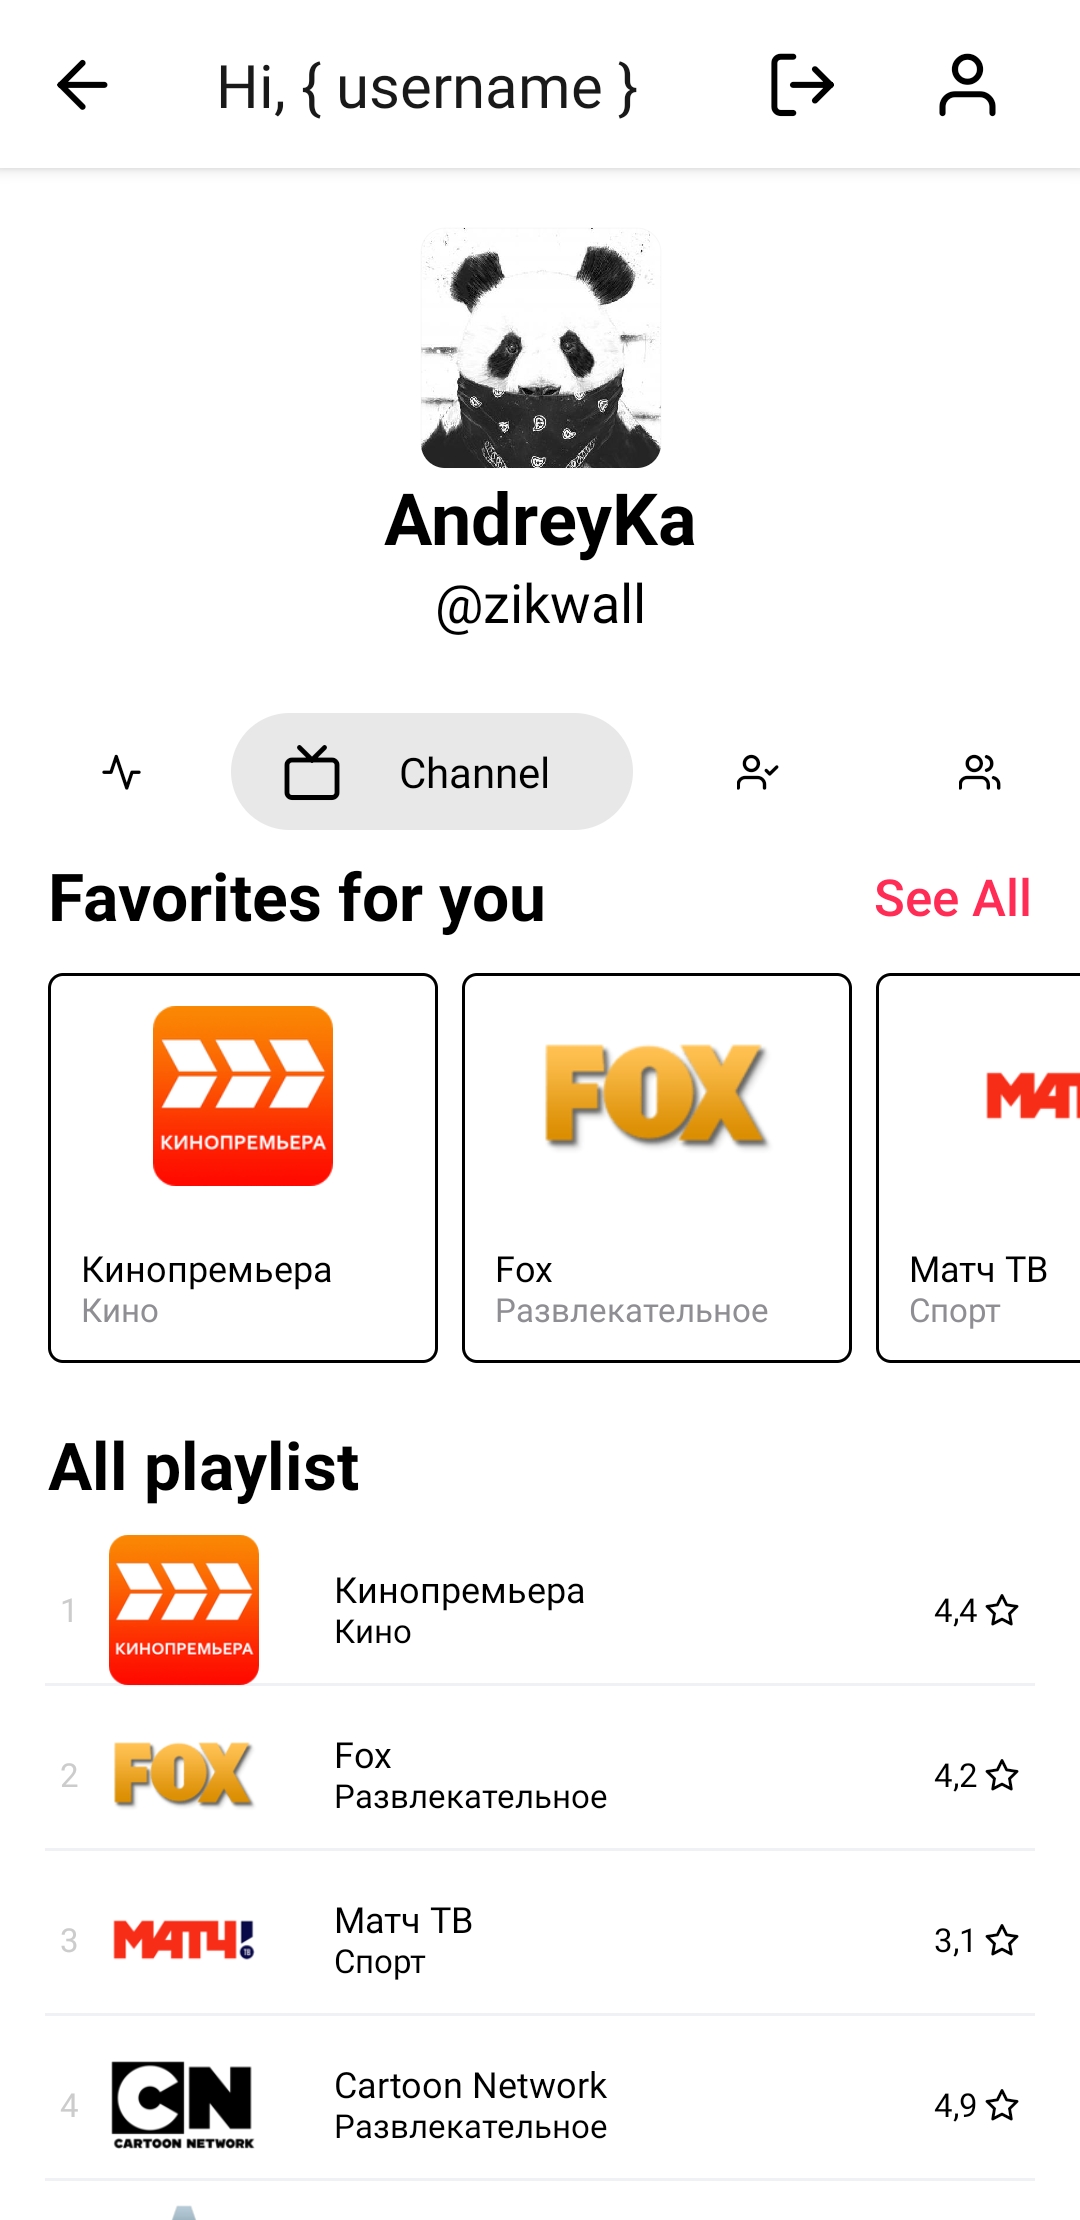 Hi, { username }
AndreyKa
@zikwall
Channel
Favorites for you
See All
КИНОПРЕМЬЕРА
FOX
МАТ
Кинопремьера
Кино
Fox
Развлекательное
Матч ТВ
Спорт
All playlist
1
КИНОПРЕМЬЕРА
Кинопремьера
Кино
4,4
2
FOX
Fox
Развлекательное
4,2
3
МАТЧ!
ТВ
Матч ТВ
Спорт
3,1
4
CN
CARTOON NETWORK
Cartoon Network
Развлекательное
4,9